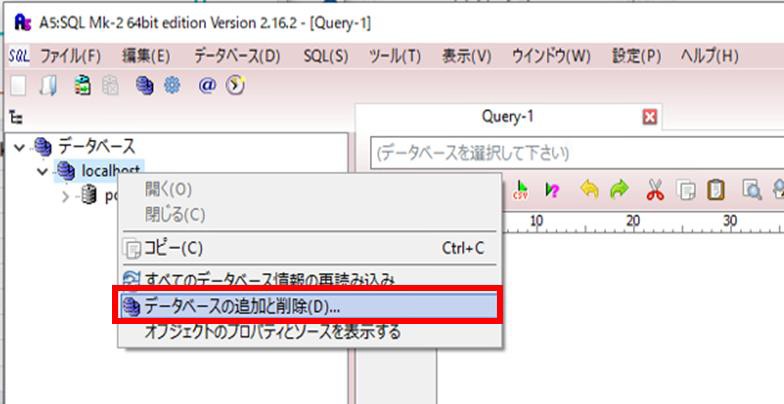 A5:SQL Mk-2 64bit edition Version 2.16.2 - [Query-1]
SQL ファイル(F) 編集(E) データベース(D) SQL(S) ツール(T) 表示(V) ウインドウ(W) 設定(P) ヘルプ(H)
Query-1
データベース
(データベースを選択して下さい)
localhost
開く(O)
閉じる(C)
コピー(C) Ctrl+C
すべてのデータベース情報の再読み込み
データベースの追加と削除(D)...
オブジェクトのプロパティとソースを表示する
CSV
10 20 30